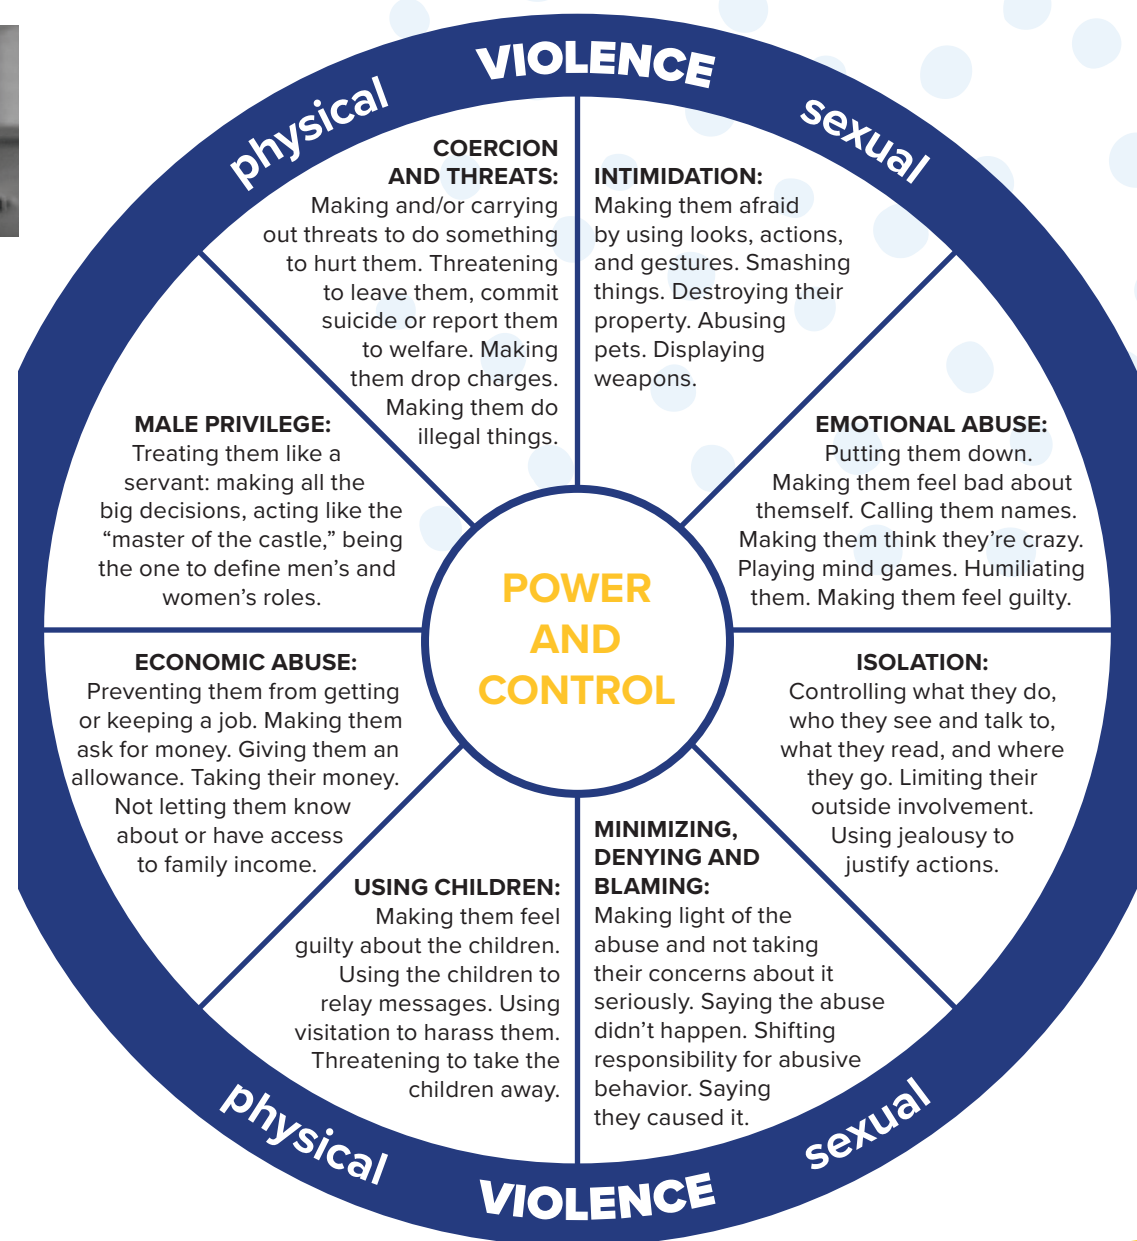 physical
VIOLENCE
sexual
COERCION
AND THREATS:
Making and/or carrying
out threats to do something
to hurt them. Threatening
to leave them, commit
suicide or report them
to welfare. Making
them drop charges.
Making them do
illegal things.
INTIMIDATION:
Making them afraid
by using looks, actions,
and gestures. Smashing
things. Destroying their
property. Abusing
pets. Displaying
weapons.
MALE PRIVILEGE:
Treating them like a
servant: making all the
big decisions, acting like the
“master of the castle,” being
the one to define men’s and
women’s roles.
EMOTIONAL ABUSE:
Putting them down.
Making them feel bad about
themself. Calling them names.
Making them think they’re crazy.
Playing mind games. Humiliating
them. Making them feel guilty.
POWER
AND
CONTROL
ECONOMIC ABUSE:
Preventing them from getting
or keeping a job. Making them
ask for money. Giving them an
allowance. Taking their money.
Not letting them know
about or have access
to family income.
ISOLATION:
Controlling what they do,
who they see and talk to,
what they read, and where
they go. Limiting their
outside involvement.
Using jealousy to
justify actions.
USING CHILDREN:
Making them feel
guilty about the children.
Using the children to
relay messages. Using
visitation to harass them.
Threatening to take the
children away.
MINIMIZING,
DENYING AND
BLAMING:
Making light of the
abuse and not taking
their concerns about it
seriously. Saying the abuse
didn’t happen. Shifting
responsibility for abusive
behavior. Saying
they caused it.
physical
VIOLENCE
sexual